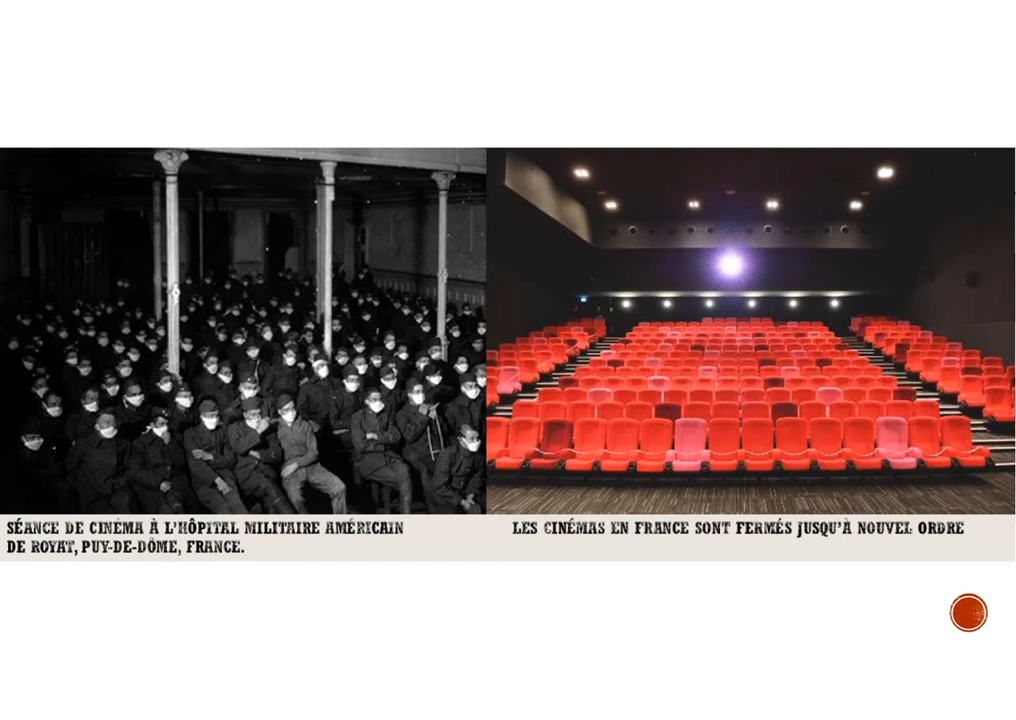 SÉANCE DE CINÉMA À L'HÔPITAL MILITAIRE AMÉRICAIN
DE ROYAT, PUY-DE-DÔME, FRANCE.
LES CINÉMAS EN FRANCE SONT FERMÉS JUSQU'À NOUVEL ORDRE